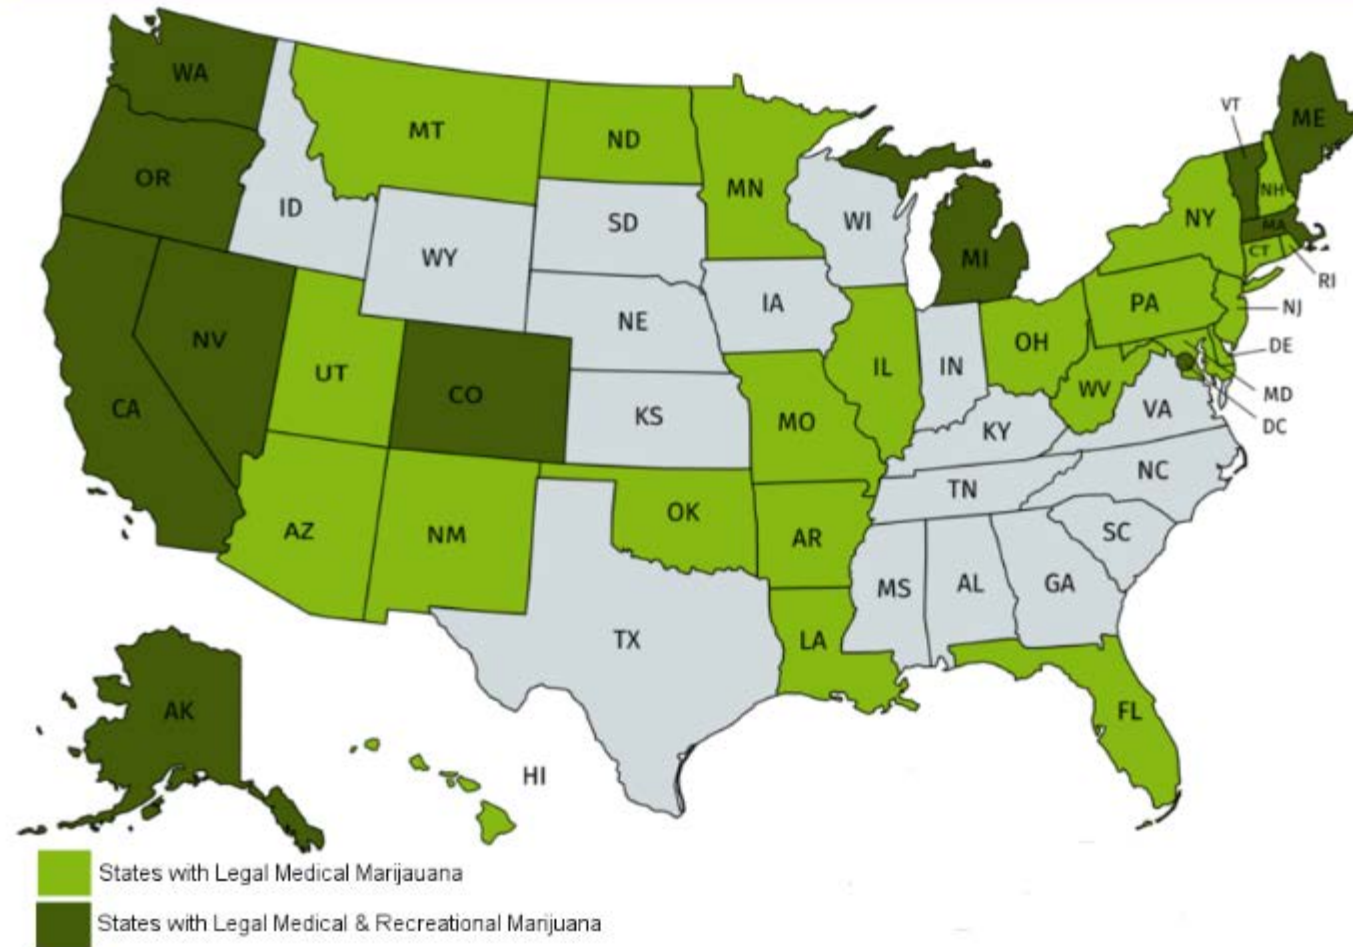 WA
VT
ME
MT
ND
OR
MN
ID
SD
WI
NH
NY
MA
WY
MI
CT
RI
IA
PA
NJ
NE
NV
OH
DE
UT
IL
IN
CO
WV
MD
CA
KS
MO
VA
DC
KY
NC
TN
OK
AZ
NM
AR
SC
MS
AL
GA
TX
LA
AK
FL
HI
States with Legal Medical Marijauana
States with Legal Medical & Recreational Marijuana